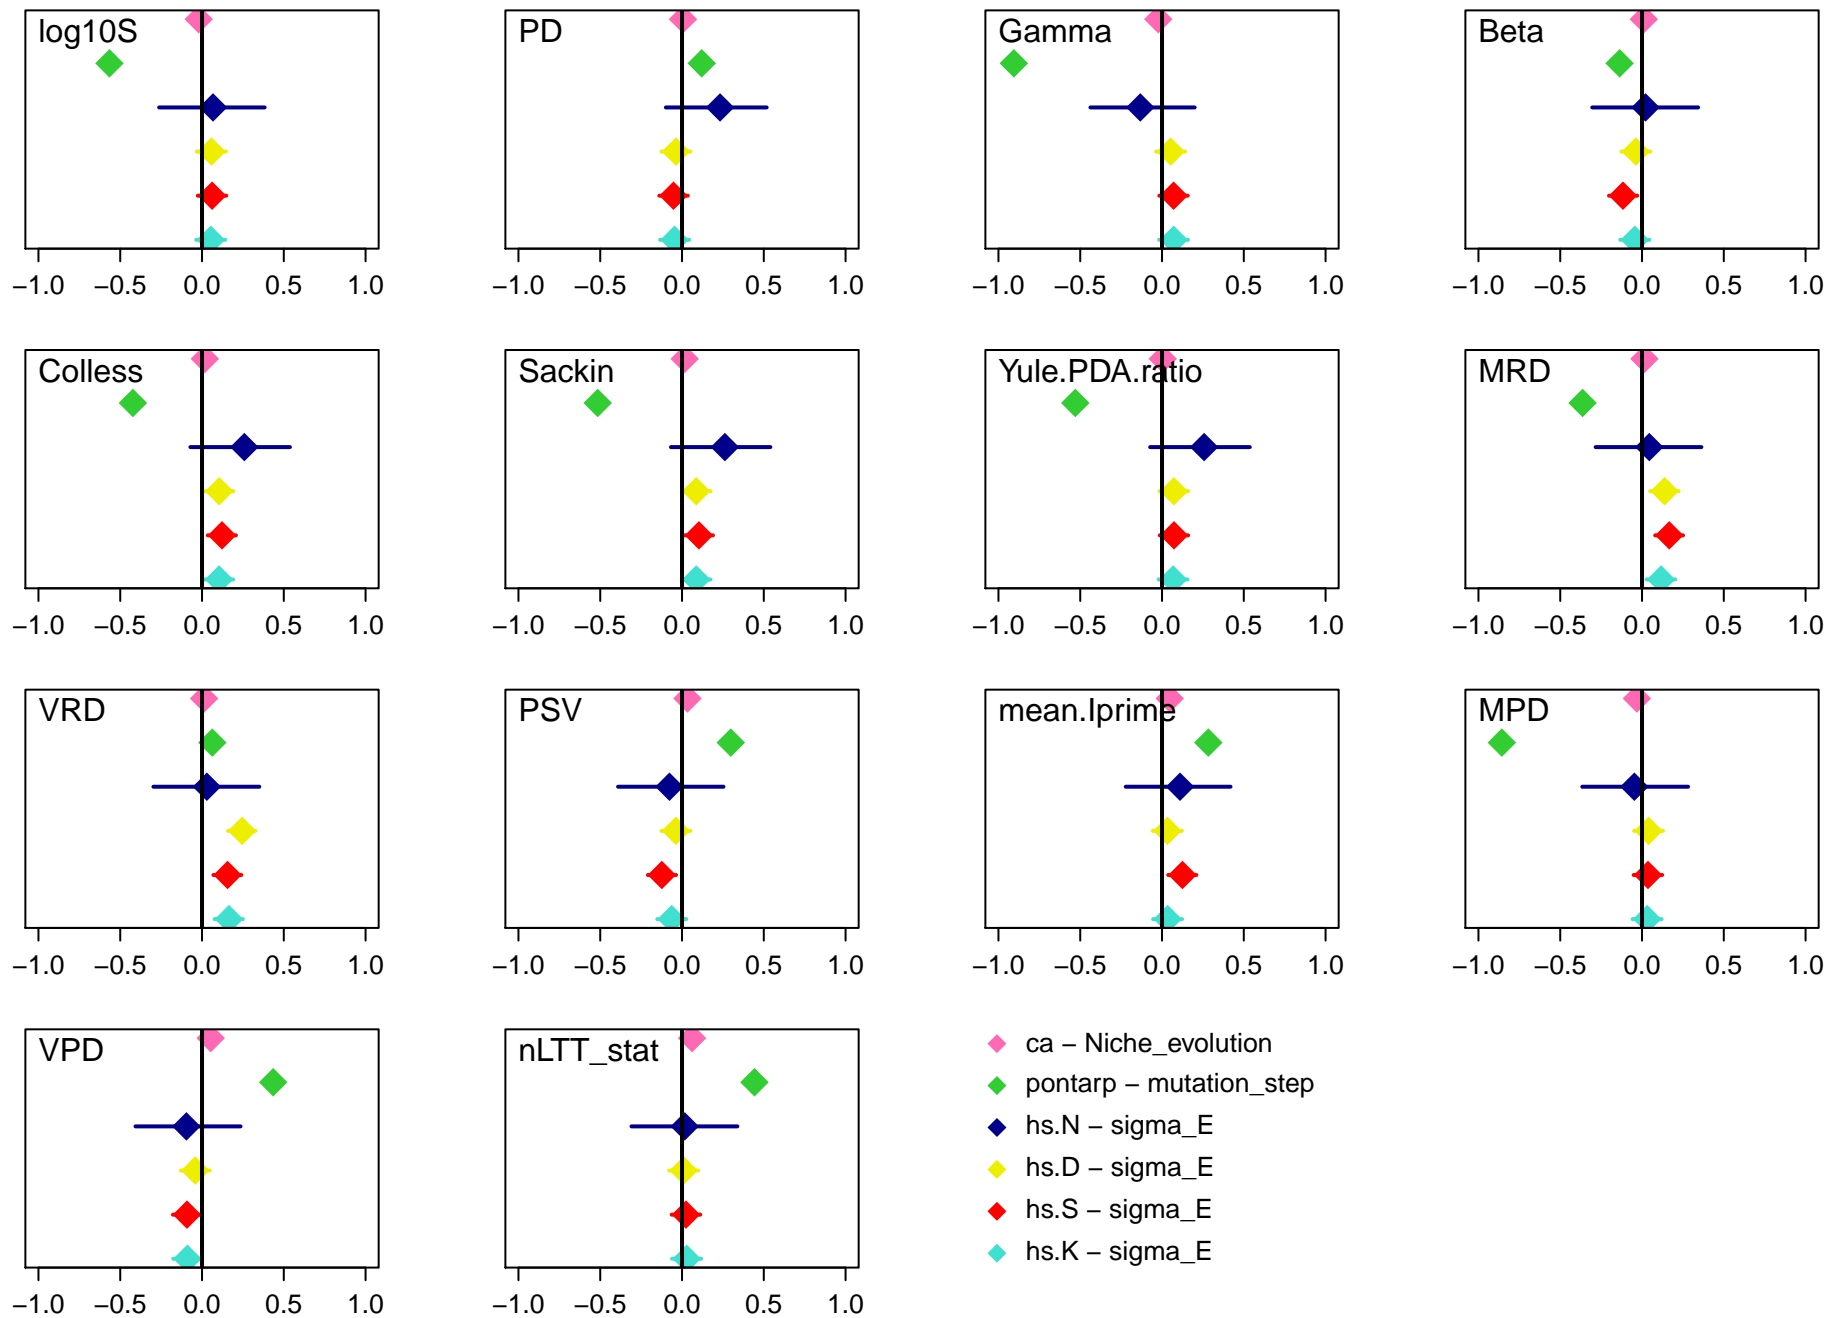 log10S
PD
Gamma
Beta
−1.0 −0.5 0.0 0.5 1.0
−1.0 −0.5 0.0 0.5 1.0
−1.0 −0.5 0.0 0.5 1.0
−1.0 −0.5 0.0 0.5 1.0
Colless
Sackin
Yule.PDA.ratio
MRD
−1.0 −0.5 0.0 0.5 1.0
−1.0 −0.5 0.0 0.5 1.0
−1.0 −0.5 0.0 0.5 1.0
−1.0 −0.5 0.0 0.5 1.0
VRD
PSV
mean.Iprime
MPD
−1.0 −0.5 0.0 0.5 1.0
−1.0 −0.5 0.0 0.5 1.0
−1.0 −0.5 0.0 0.5 1.0
−1.0 −0.5 0.0 0.5 1.0
VPD
nLTT_stat
−1.0 −0.5 0.0 0.5 1.0
−1.0 −0.5 0.0 0.5 1.0
ca − Niche_evolution
pontarp − mutation_step
hs.N − sigma_E
hs.D − sigma_E
hs.S − sigma_E
hs.K − sigma_E